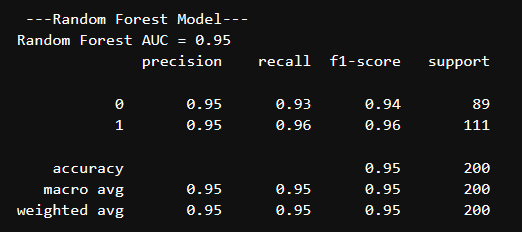 ---Random Forest Model---
Random Forest AUC = 0.95
precision recall f1-score support
0 0.95 0.93 0.94 89
1 0.95 0.96 0.96 111
accuracy 0.95 200
macro avg 0.95 0.95 0.95 200
weighted avg 0.95 0.95 0.95 200